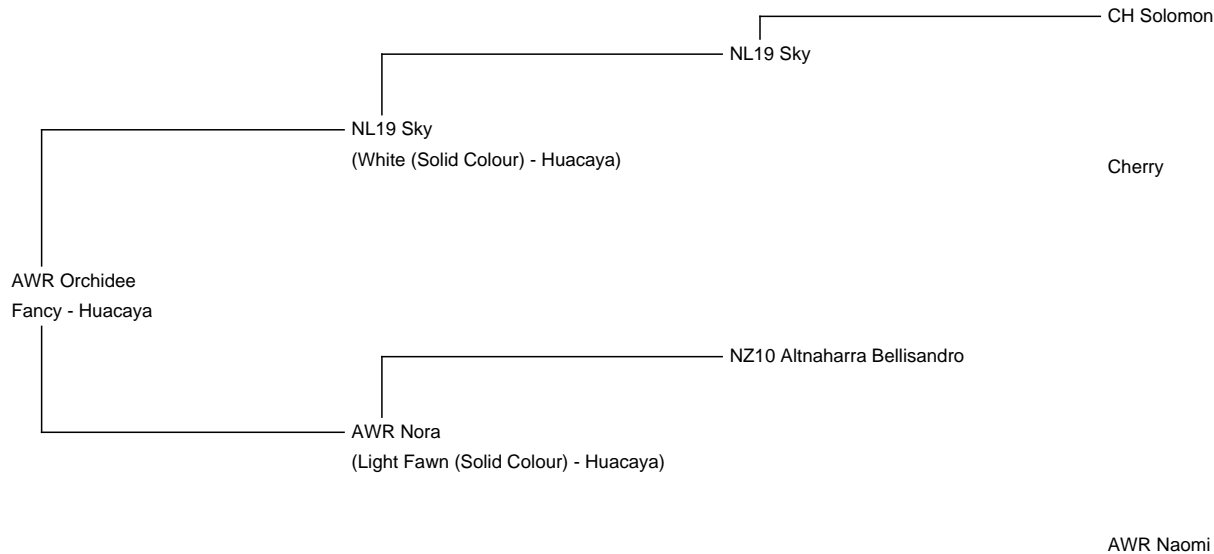 CH Solomon
NL19 Sky
NL19 Sky
(White (Solid Colour) - Huacaya)
Cherry
AWR Orchidee
Fancy - Huacaya
NZ10 Altnaharra Bellisandro
AWR Nora
(Light Fawn (Solid Colour) - Huacaya)
AWR Naomi